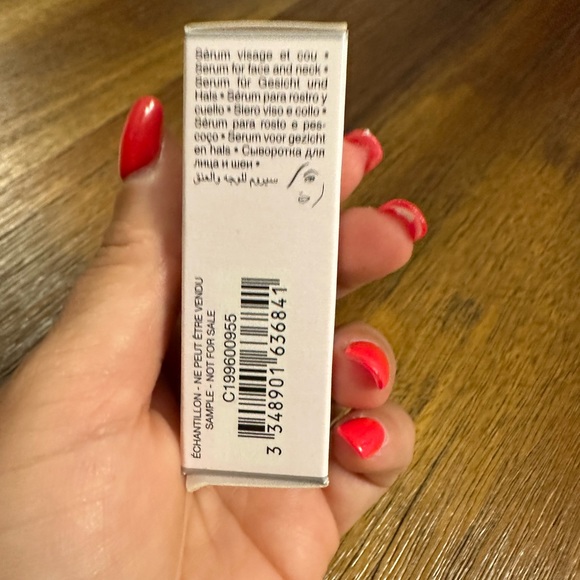 Sérum visage et cou •
Serum for face and neck •
Serum für Gesicht und
Hals • Sérum para rostro y
cuello • Siero viso e collo •
Sérum para rosto e pes-
coço • Serum voor gezicht
en hals • Сыворотка для
лица и шеи •
سيروم للوجه والعنق
ÉCHANTILLON - NE PEUT ÊTRE VENDU
SAMPLE - NOT FOR SALE
C199600955
3 348901 636841